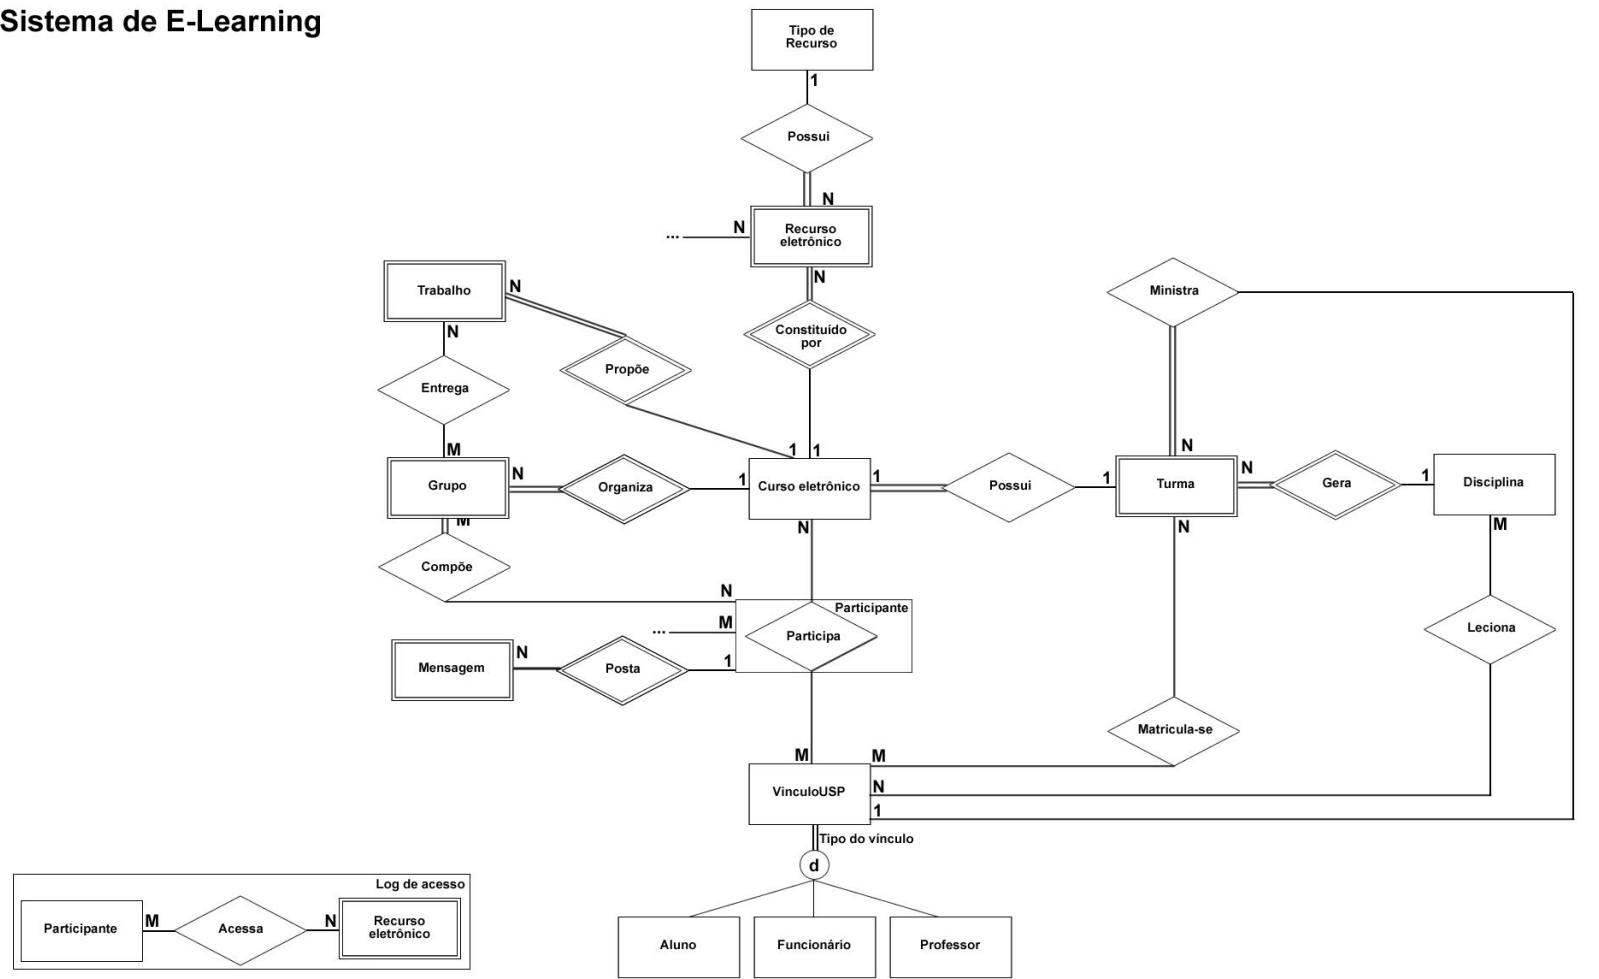 Sistema de E-Learning
Tipo de
Recurso
1
Possui
N
... N
Recurso
eletrônico
N
Trabalho
N
Ministra
Constituído
por
N
Propõe
Entrega
M
1 1
N
Grupo
N
Organiza
1
Curso eletrônico
1
Possui
1
Turma
N
Gera
1
Disciplina
M
N
N
M
Compõe
N
Participante
... M
Participa
Leciona
Mensagem
N
Posta
1
Matricula-se
M
M
VinculoUSP
N
1
Tipo do vínculo
d
Log de acesso
Participante
M
Acessa
N
Recurso
eletrônico
Aluno
Funcionário
Professor